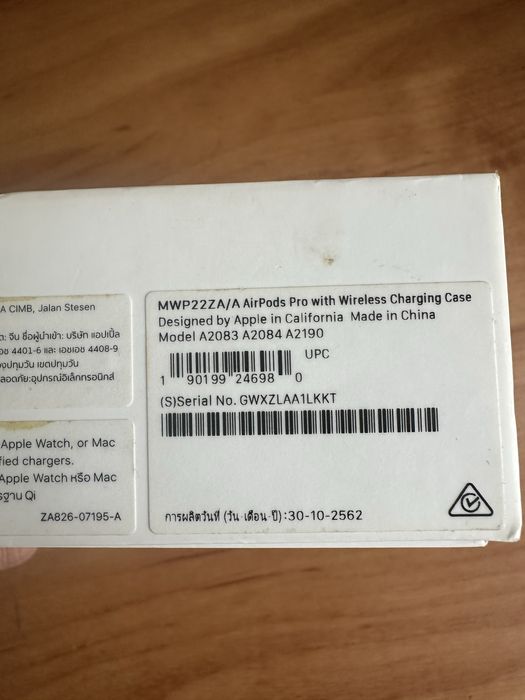 A CIMB, Jalan Stesen
ต: จีน ชื่อผู้นำเข้า: บริษัท แอปเปิ้ล
เอช 4401-6 และ เอชเอช 4408-9
งปทุมวัน เขตปทุมวัน
ลอดภัย:อุปกรณ์อิเล็กทรอนิกส์
Apple Watch, or Mac
fied chargers.
Apple Watch หรือ Mac
รฐาน Qi
ZA826-07195-A
MWP22ZA/A AirPods Pro with Wireless Charging Case
Designed by Apple in California Made in China
Model A2083 A2084 A2190
UPC
1 90199 24698 0
(S)Serial No. GWXZLAA1LKKT
การผลิตวันที่ (วัน-เดือน-ปี):30-10-2562